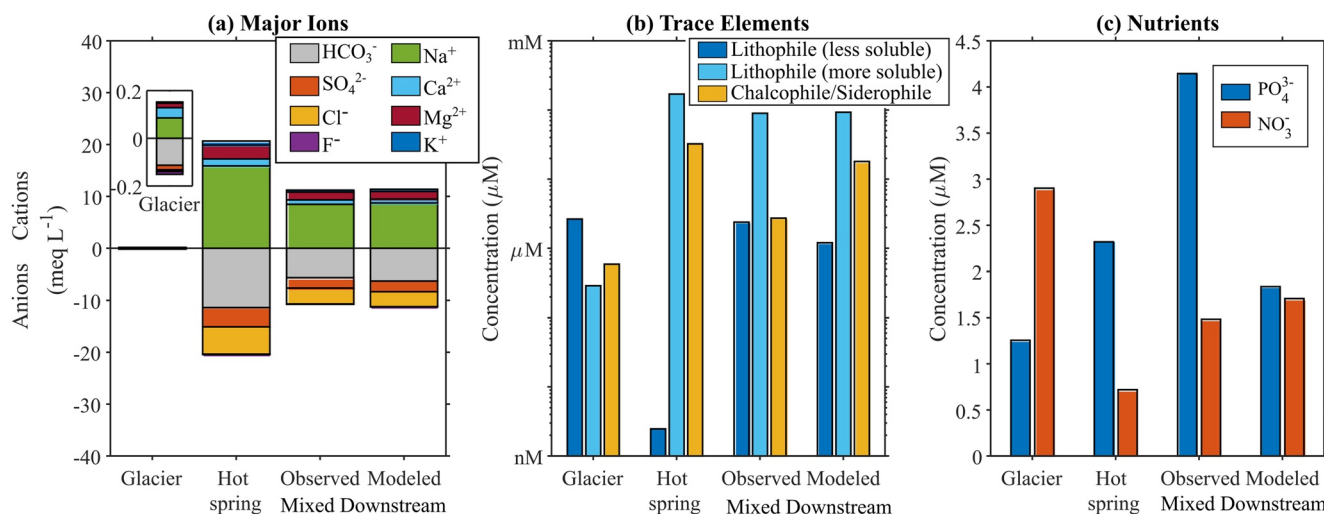 (a) Major Ions
40
30
20
10
0
-10
-20
-30
-40
Anions Cations
(meq L⁻¹)
0.2
0
-0.2
Glacier
HCO₃⁻
SO₄²⁻
Cl⁻
F⁻
Na⁺
Ca²⁺
Mg²⁺
K⁺
Glacier
Hot
spring
Observed
Modeled
Mixed Downstream
(b) Trace Elements
mM
μM
nM
Concentration (μM)
Lithophile (less soluble)
Lithophile (more soluble)
Chalcophile/Siderophile
Glacier
Hot
spring
Observed
Modeled
Mixed Downstream
(c) Nutrients
4.5
4
3.5
3
2.5
2
1.5
1
0.5
0
Concentration (μM)
PO₄³⁻
NO₃⁻
Glacier
Hot
spring
Observed
Modeled
Mixed Downstream